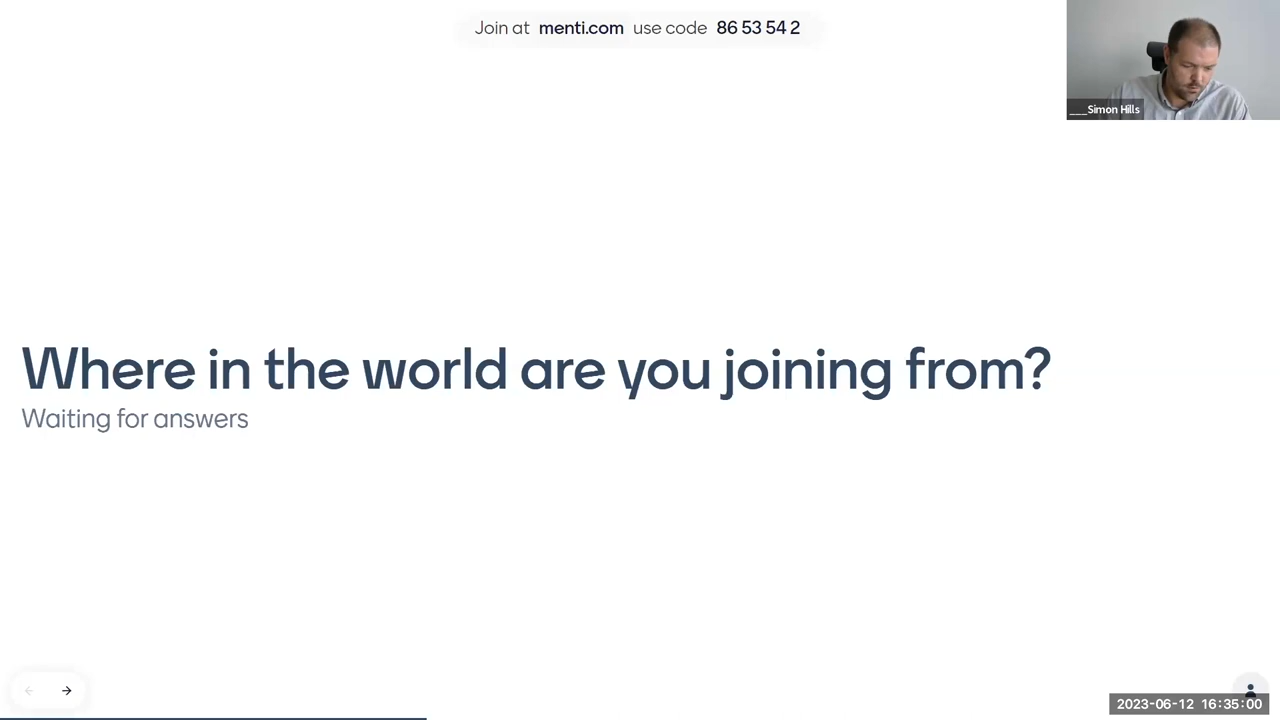 Join at menti.com use code 86 53 54 2
___Simon Hills
Where in the world are you joining from?
Waiting for answers
2023-06-12 16:35:00